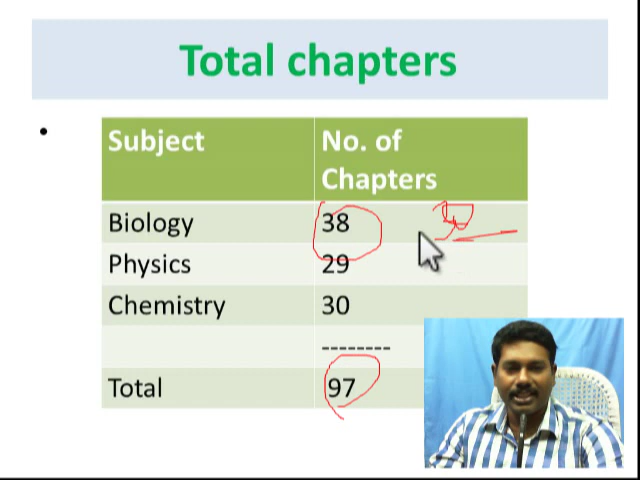 Total chapters
Subject No. of Chapters
Biology 38
Physics 29
Chemistry 30
--------
Total 97